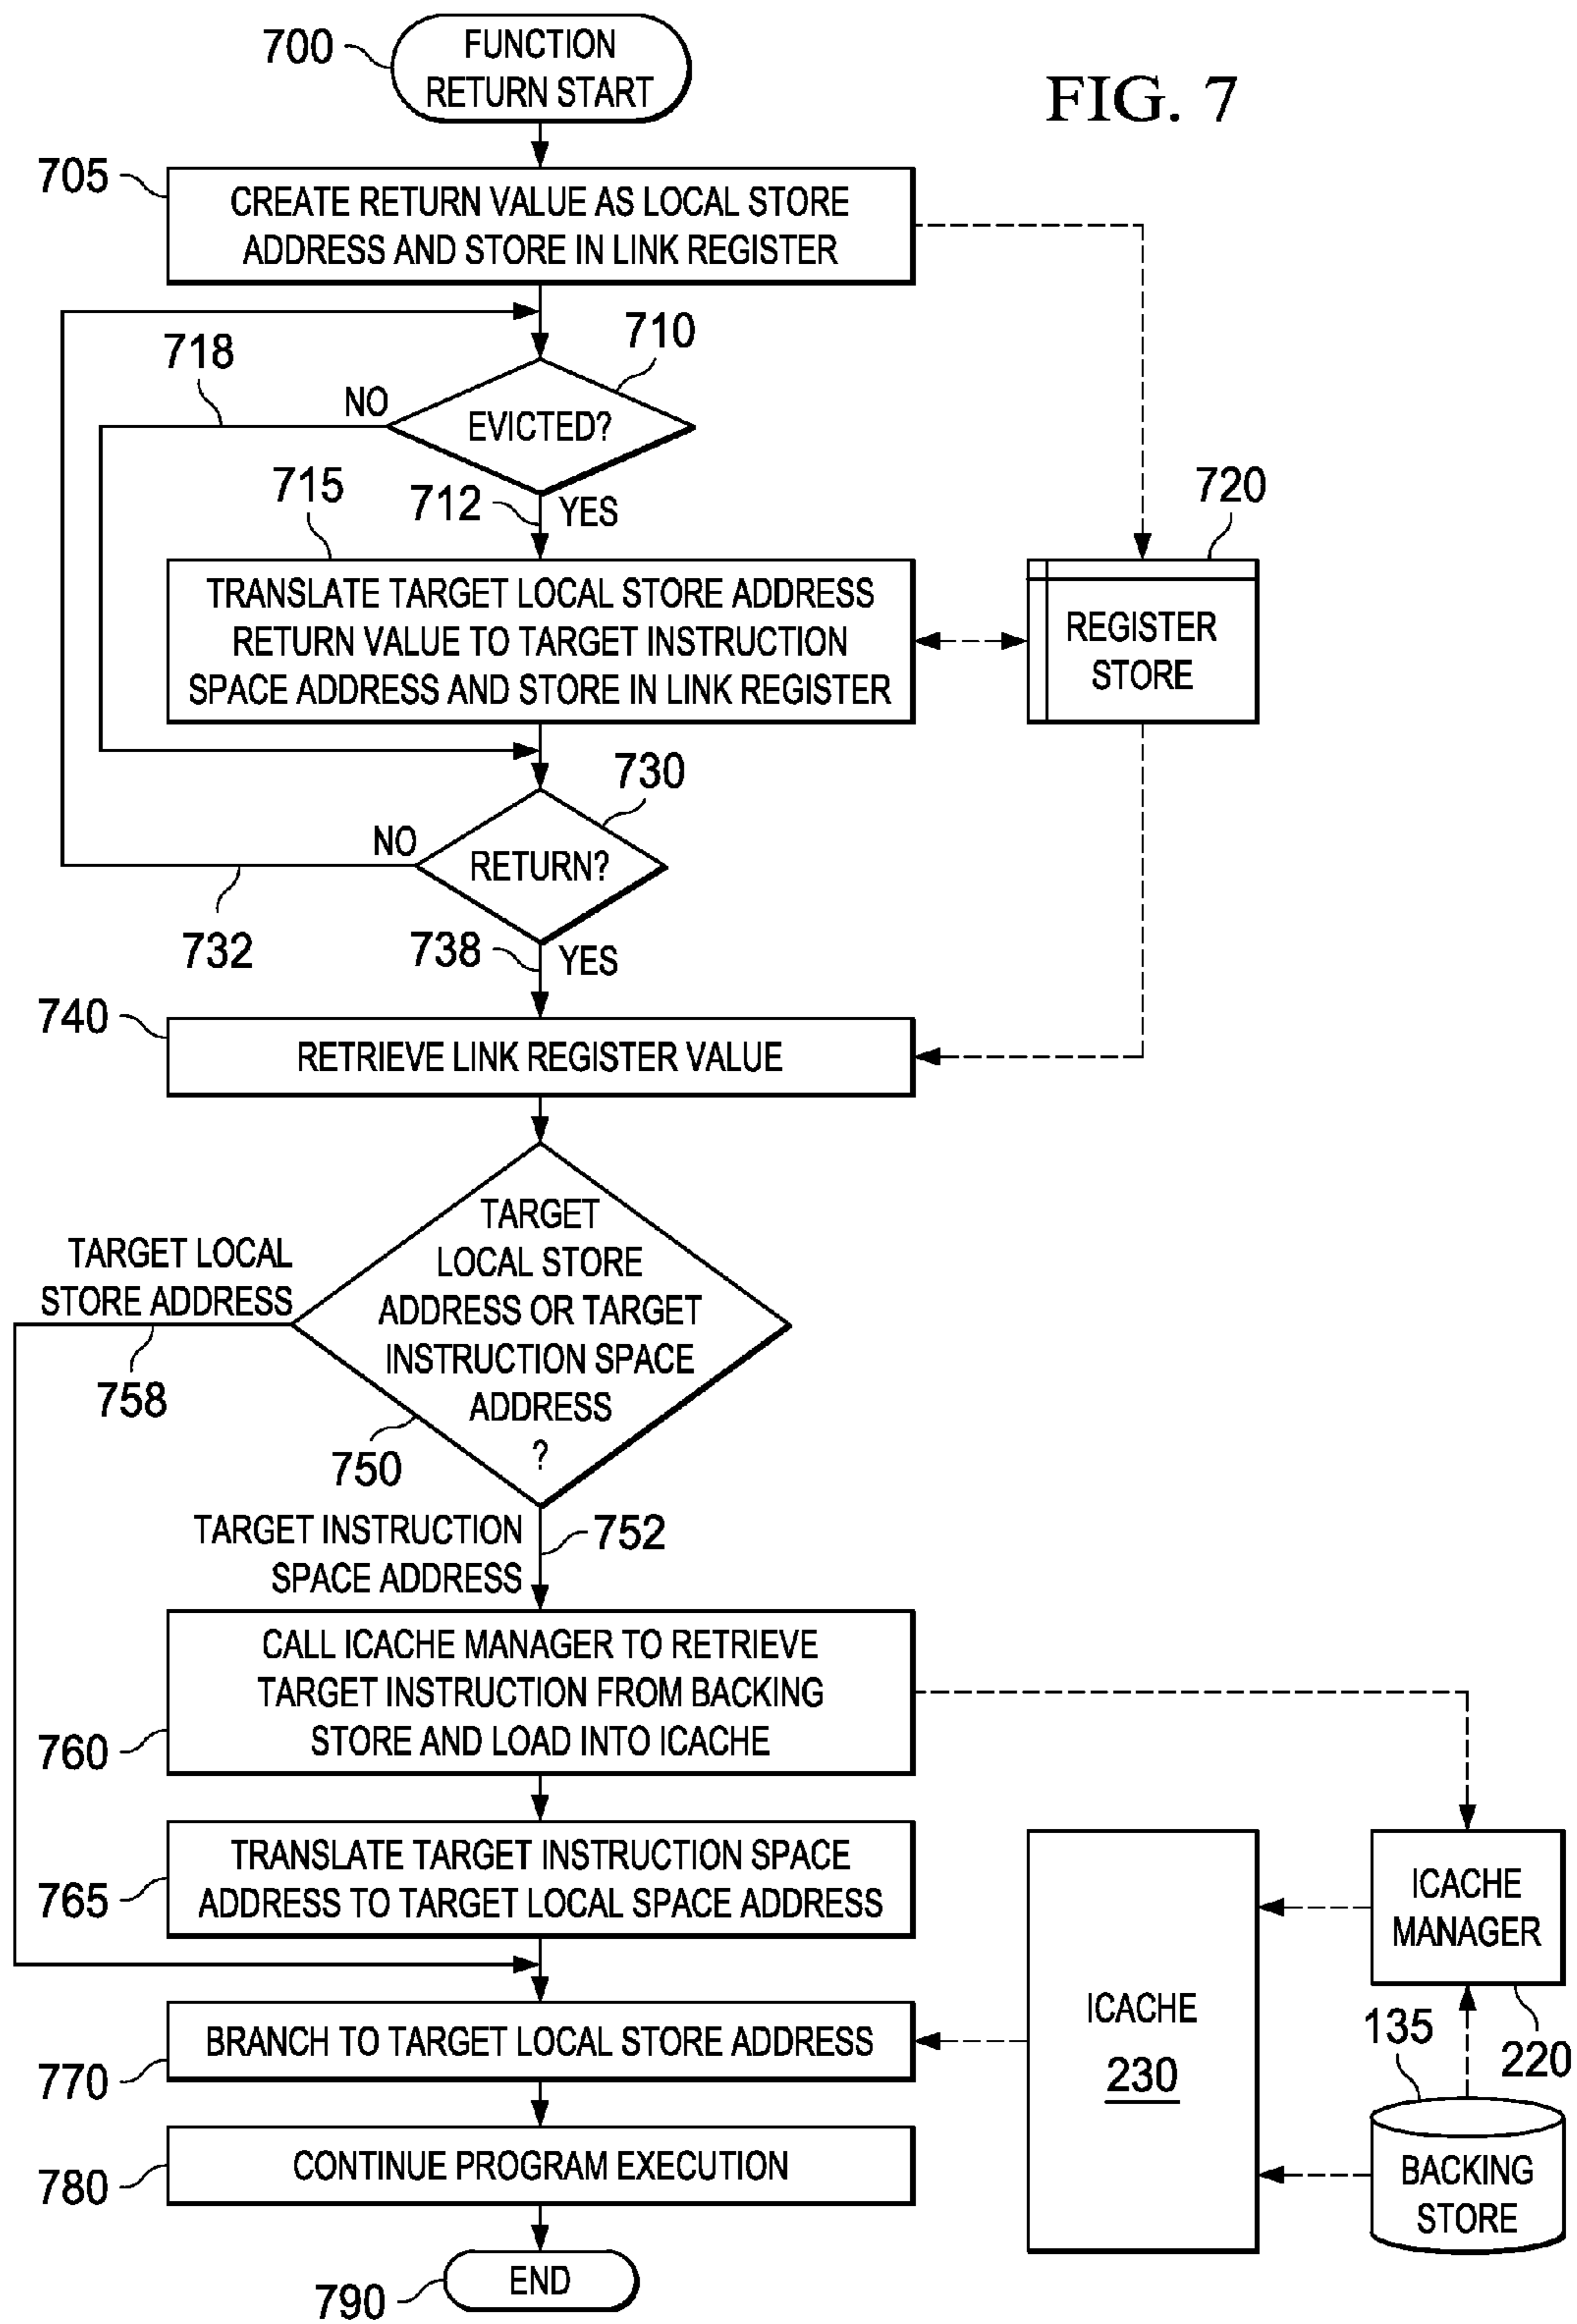 700
FUNCTION
RETURN START
FIG. 7
705
CREATE RETURN VALUE AS LOCAL STORE
ADDRESS AND STORE IN LINK REGISTER
718
710
NO
EVICTED?
715
712
YES
720
TRANSLATE TARGET LOCAL STORE ADDRESS
RETURN VALUE TO TARGET INSTRUCTION
SPACE ADDRESS AND STORE IN LINK REGISTER
REGISTER
STORE
730
NO
RETURN?
732
738
YES
740
RETRIEVE LINK REGISTER VALUE
TARGET
LOCAL STORE
ADDRESS OR TARGET
INSTRUCTION SPACE
ADDRESS
?
TARGET LOCAL
STORE ADDRESS
758
750
TARGET INSTRUCTION
SPACE ADDRESS
752
CALL ICACHE MANAGER TO RETRIEVE
TARGET INSTRUCTION FROM BACKING
STORE AND LOAD INTO ICACHE
760
TRANSLATE TARGET INSTRUCTION SPACE
ADDRESS TO TARGET LOCAL SPACE ADDRESS
765
ICACHE
MANAGER
220
ICACHE
230
135
BRANCH TO TARGET LOCAL STORE ADDRESS
770
BACKING
STORE
CONTINUE PROGRAM EXECUTION
780
END
790